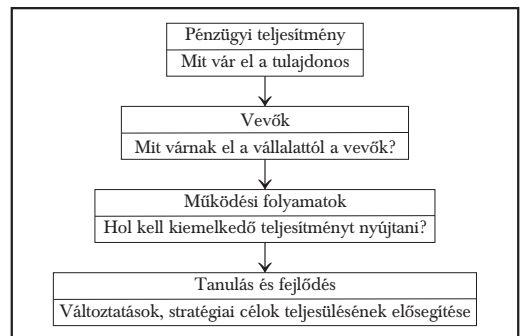 Pénzügyi teljesítmény
Mit vár el a tulajdonos
Vevők
Mit várnak el a vállalattól a vevők?
Működési folyamatok
Hol kell kiemelkedő teljesítményt nyújtani?
Tanulás és fejlődés
Változtatások, stratégiai célok teljesülésének elősegítése